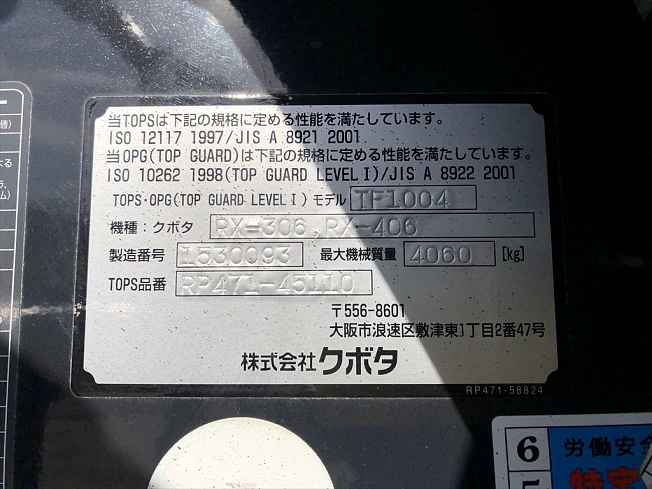 当TOPSは下記の規格に定める性能を満たしています。
ISO 12117 1997/JIS A 8921 2001
当OPG(TOP GUARD)は下記の規格に定める性能を満たしています。
ISO 10262 1998(TOP GUARD LEVELⅠ)/JIS A 8922 2001
TOPS・OPG(TOP GUARD LEVELⅠ) モデル TF1004
機種：クボタ RX-306,RX-406
製造番号 1530093 最大機械質量 4060 [kg]
TOPS品番 RP471-45110
〒556-8601
大阪市浪速区敷津東1丁目2番47号
株式会社クボタ
RP471-58824
6 労働安全
特定